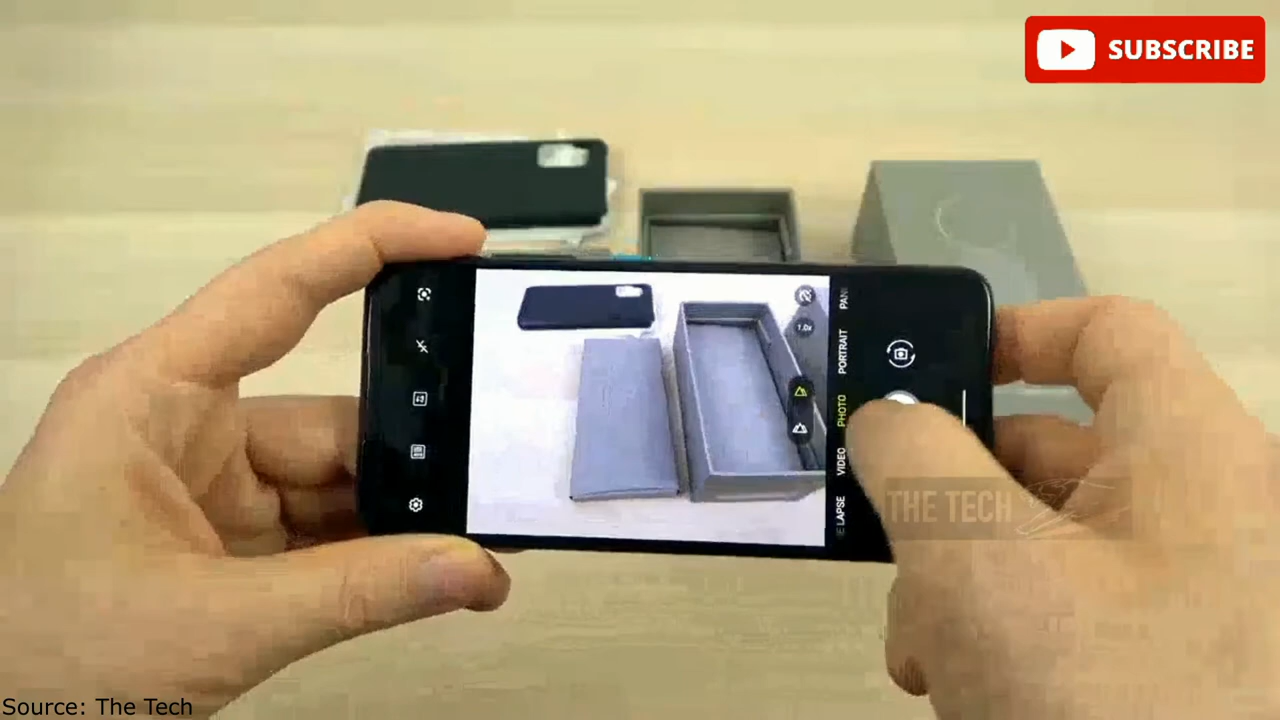 SUBSCRIBE
1.0x
PORTRAIT
PHOTO
VIDEO
LAPSE
THE TECH
Source: The Tech